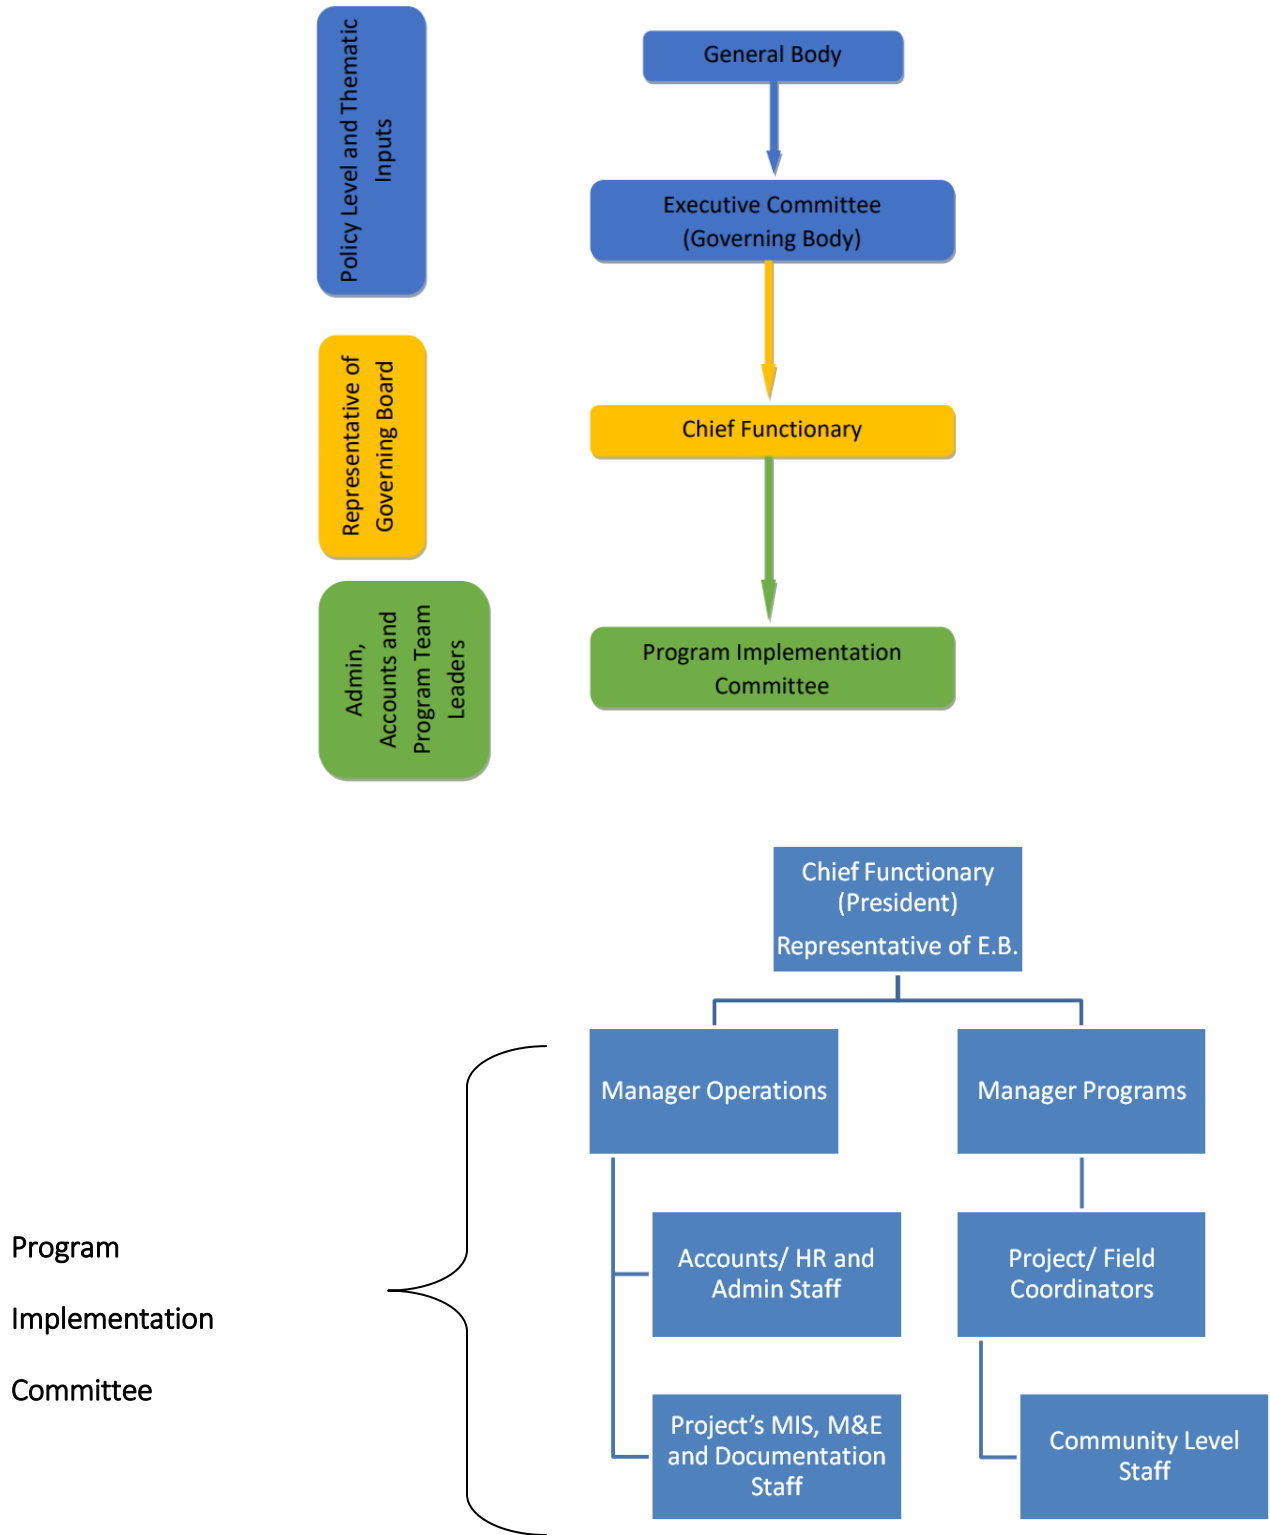 Policy Level and Thematic
Inputs
General Body
Executive Committee
(Governing Body)
Representative of
Governing Board
Chief Functionary
Admin,
Accounts and
Program Team
Leaders
Program Implementation
Committee
Chief Functionary
(President)
Representative of E.B.
Manager Operations
Manager Programs
Program
Implementation
Committee
Accounts/ HR and
Admin Staff
Project/ Field
Coordinators
Project’s MIS, M&E
and Documentation
Staff
Community Level
Staff